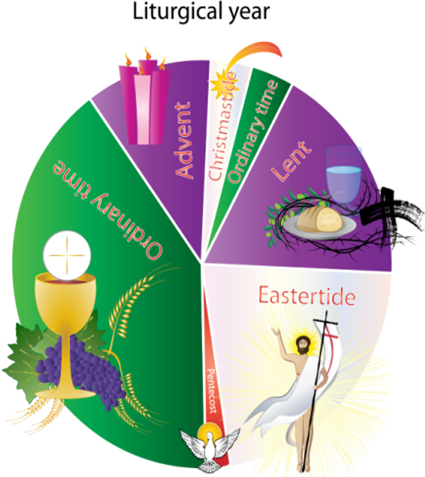 Liturgical year
Advent
Christmastide
Ordinary time
Lent
Eastertide
Pentecost
Ordinary time